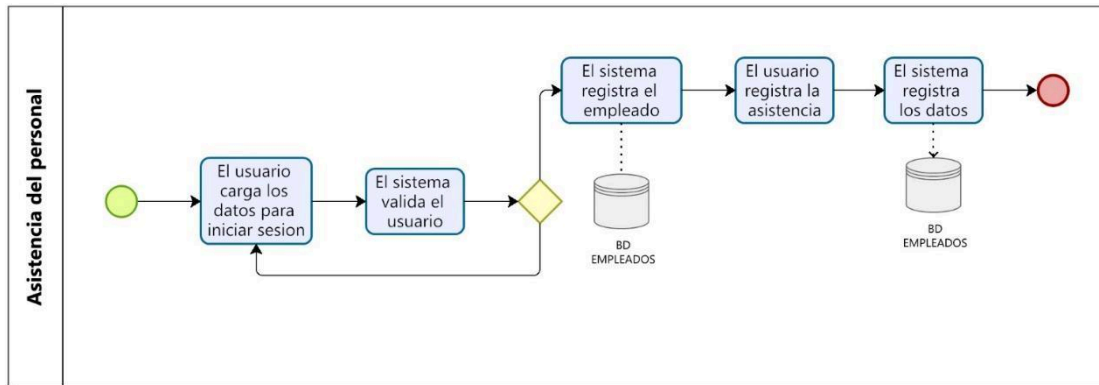 Asistencia del personal
El usuario
carga los
datos para
iniciar sesion
El sistema
valida el
usuario
El sistema
registra el
empleado
BD
EMPLEADOS
El usuario
registra la
asistencia
El sistema
registra
los datos
BD
EMPLEADOS